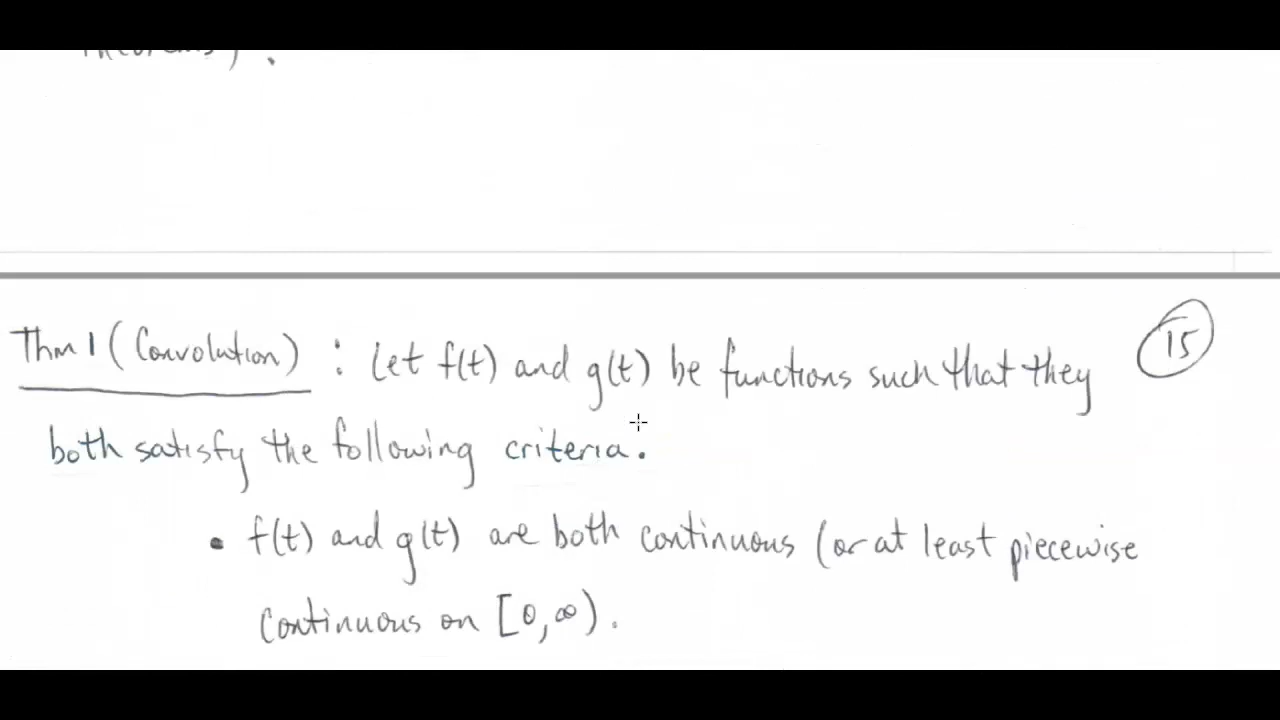 Thm 1 (Convolution) : Let f(t) and g(t) be functions such that they
15
both satisfy the following criteria.
• f(t) and g(t) are both continuous (or at least piecewise
continuous on [0,∞).